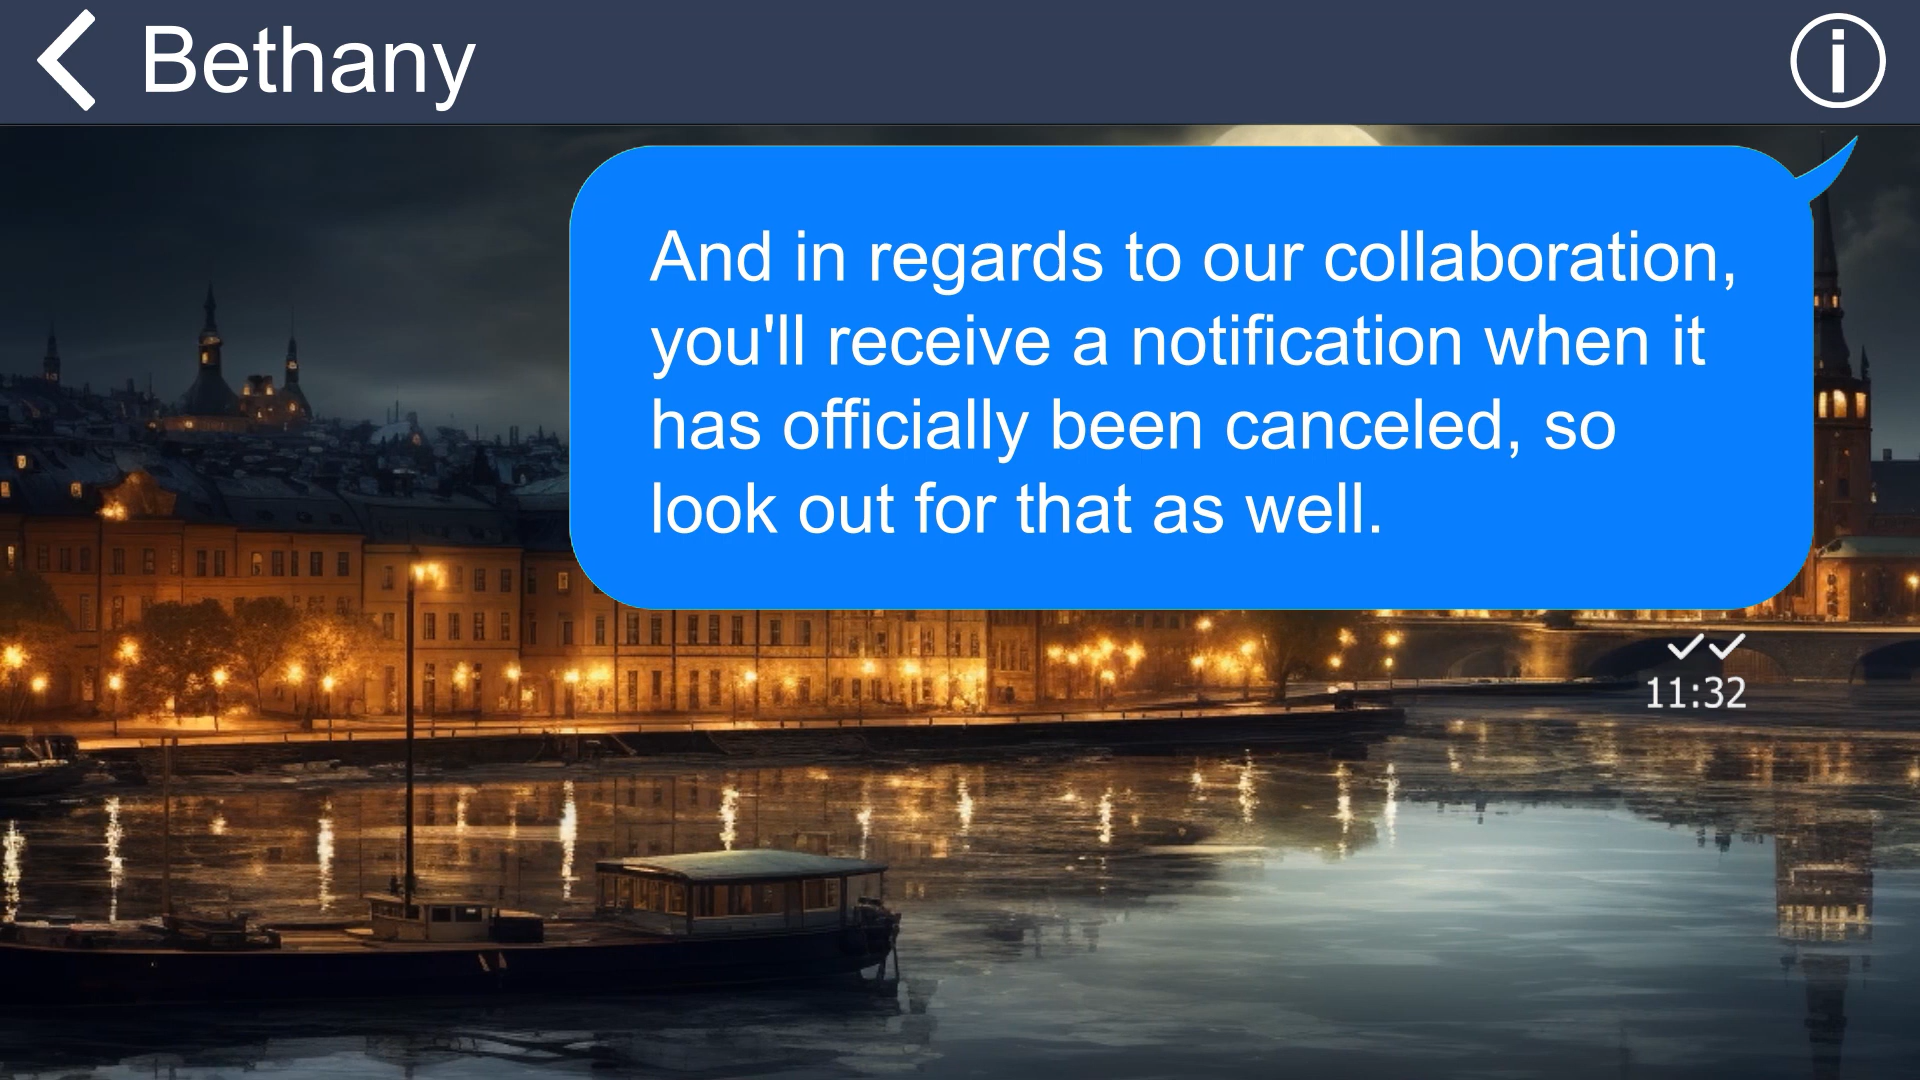 Bethany
And in regards to our collaboration,
you'll receive a notification when it
has officially been canceled, so
look out for that as well.
11:32